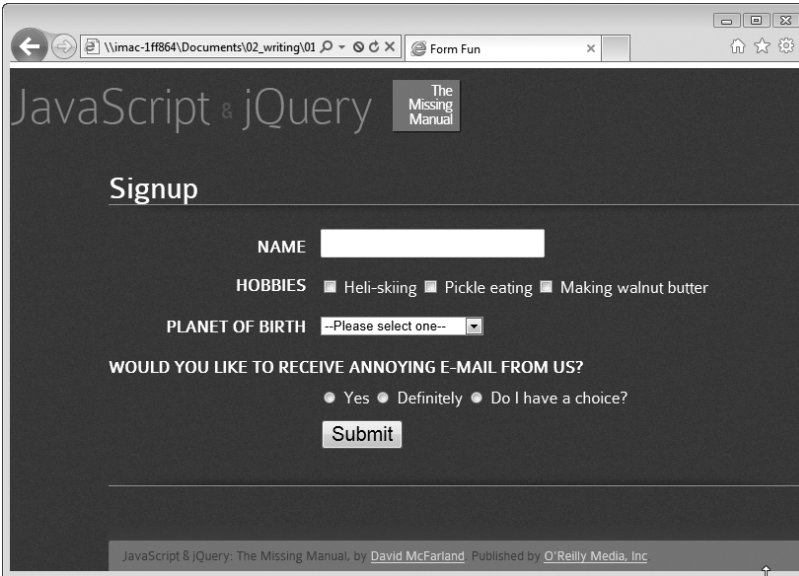 \\imac-1ff864\Documents\02_writing\01
Form Fun
JavaScript & jQuery
The
Missing
Manual
Signup
NAME
HOBBIES Heli-skiing Pickle eating Making walnut butter
PLANET OF BIRTH --Please select one--
WOULD YOU LIKE TO RECEIVE ANNOYING E-MAIL FROM US?
Yes Definitely Do I have a choice?
Submit
JavaScript & jQuery: The Missing Manual, by David McFarland. Published by O'Reilly Media, Inc